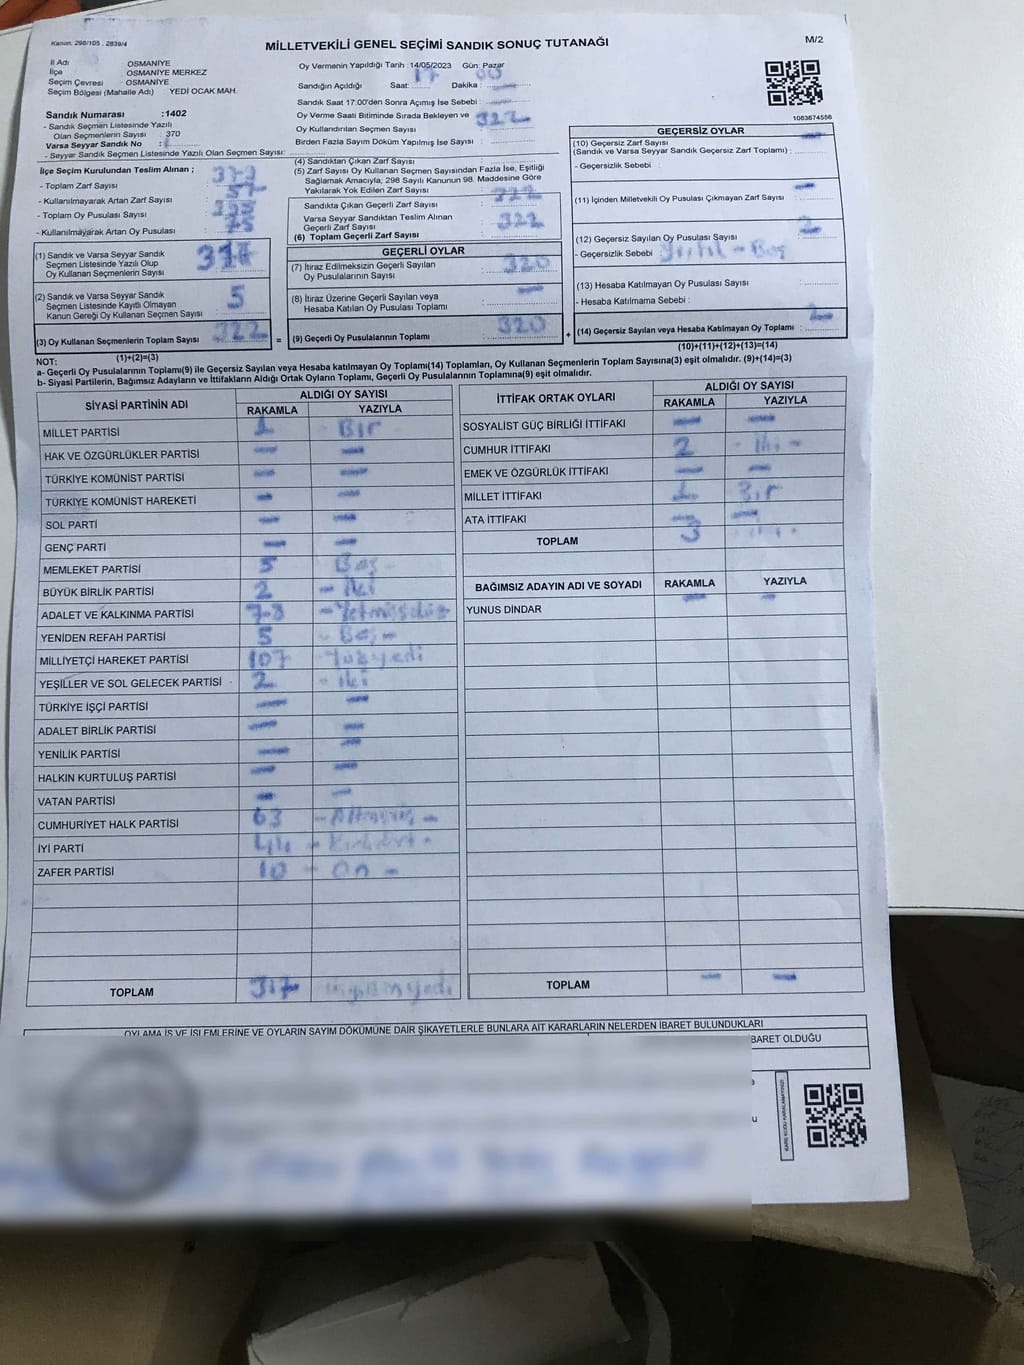 Kanun: 298/105 , 2839/4
MİLLETVEKİLİ GENEL SEÇİMİ SANDIK SONUÇ TUTANAĞI
M/2
İl Adı OSMANİYE
İlçe OSMANİYE MERKEZ
Seçim Çevresi : OSMANİYE
Seçim Bölgesi (Mahalle Adı) YEDİ OCAK MAH.
Sandık Numarası :1402
- Sandık Seçmen Listesinde Yazılı
Olan Seçmenlerin Sayısı : 370
Varsa Seyyar Sandık No :
- Seyyar Sandık Seçmen Listesinde Yazılı Olan Seçmen Sayısı:
Oy Vermenin Yapıldığı Tarih :14/05/2023 Gün: Pazar
Sandığın Açıldığı Saat: 17 Dakika : 00
Sandık Saat 17:00'den Sonra Açımış İse Sebebi :
Oy Verme Saati Bitiminde Sırada Bekleyen ve
Oy Kullandırılan Seçmen Sayısı : 322
Birden Fazla Sayım Döküm Yapılmış İse Sayısı :
1083674556
İlçe Seçim Kurulundan Teslim Alınan ;
- Toplam Zarf Sayısı 373
- Kullanılmayarak Artan Zarf Sayısı
- Toplam Oy Pusulası Sayısı
- Kullanılmayarak Artan Oy Pusulası 75
(1) Sandık ve Varsa Seyyar Sandık
Seçmen Listesinde Yazılı Olup
Oy Kullanan Seçmenlerin Sayısı 317
(2) Sandık ve Varsa Seyyar Sandık
Seçmen Listesinde Kayıtlı Olmayan
Kanun Gereği Oy Kullanan Seçmen Sayısı 5
(3) Oy Kullanan Seçmenlerin Toplam Sayısı 322
(1)+(2)=(3)
(4) Sandıktan Çıkan Zarf Sayısı
(5) Zarf Sayısı Oy Kullanan Seçmen Sayısından Fazla İse, Eşitliği
Sağlamak Amacıyla; 298 Sayılı Kanunun 98. Maddesine Göre
Yakılarak Yok Edilen Zarf Sayısı :
Sandıkta Çıkan Geçerli Zarf Sayısı : 322
Varsa Seyyar Sandıktan Teslim Alınan
Geçerli Zarf Sayısı
(6) Toplam Geçerli Zarf Sayısı : 322
GEÇERLİ OYLAR
(7) İtiraz Edilmeksizin Geçerli Sayılan
Oy Pusulalarının Sayısı : 320
(8) İtiraz Üzerine Geçerli Sayılan veya
Hesaba Katılan Oy Pusulası Toplamı : -
= (9) Geçerli Oy Pusulalarının Toplamı : 320
GEÇERSİZ OYLAR
(10) Geçersiz Zarf Sayısı
(Sandık ve Varsa Seyyar Sandık Geçersiz Zarf Toplamı) : -
- Geçersizlik Sebebi :
(11) İçinden Milletvekili Oy Pusulası Çıkmayan Zarf Sayısı : -
(12) Geçersiz Sayılan Oy Pusulası Sayısı : 2
- Geçersizlik Sebebi : - Boş
(13) Hesaba Katılmayan Oy Pusulası Sayısı :
- Hesaba Katılmama Sebebi :
+ (14) Geçersiz Sayılan veya Hesaba Katılmayan Oy Toplamı : 2
(10)+(11)+(12)+(13)=(14)
NOT:
a- Geçerli Oy Pusulalarının Toplamı(9) ile Geçersiz Sayılan veya Hesaba katılmayan Oy Toplamı(14) Toplamları, Oy Kullanan Seçmenlerin Toplam Sayısına(3) eşit olmalıdır. (9)+(14)=(3)
b- Siyasi Partilerin, Bağımsız Adayların ve İttifakların Aldığı Ortak Oyların Toplamı, Geçerli Oy Pusulalarının Toplamına(9) eşit olmalıdır.
SİYASİ PARTİNİN ADI ALDIĞI OY SAYISI
RAKAMLA YAZIYLA
MİLLET PARTİSİ 1 Bir
HAK VE ÖZGÜRLÜKLER PARTİSİ - -
TÜRKİYE KOMÜNİST PARTİSİ - -
TÜRKİYE KOMÜNİST HAREKETİ - -
SOL PARTİ - -
GENÇ PARTİ - -
MEMLEKET PARTİSİ 5 Beş -
BÜYÜK BİRLİK PARTİSİ 2 - iki
ADALET VE KALKINMA PARTİSİ 78 - Yetmişsekiz
YENİDEN REFAH PARTİSİ 5 - Beş -
MİLLİYETÇİ HAREKET PARTİSİ 107 - Yüzyedi
YEŞİLLER VE SOL GELECEK PARTİSİ 2 - iki
TÜRKİYE İŞÇİ PARTİSİ - -
ADALET BİRLİK PARTİSİ - -
YENİLİK PARTİSİ - -
HALKIN KURTULUŞ PARTİSİ - -
VATAN PARTİSİ - -
CUMHURİYET HALK PARTİSİ 63 - Altmışüç -
İYİ PARTİ 44 - Kırkdört -
ZAFER PARTİSİ 10 - On -
TOPLAM 317 üçyüzonyedi
İTTİFAK ORTAK OYLARI ALDIĞI OY SAYISI
RAKAMLA YAZIYLA
SOSYALİST GÜÇ BİRLİĞİ İTTİFAKI - -
CUMHUR İTTİFAKI 2 - iki -
EMEK VE ÖZGÜRLÜK İTTİFAKI - -
MİLLET İTTİFAKI 1 Bir
ATA İTTİFAKI - -
TOPLAM 3
BAĞIMSIZ ADAYIN ADI VE SOYADI RAKAMLA YAZIYLA
YUNUS DİNDAR - -
TOPLAM - -
OYLAMA İŞ VE İŞLEMLERİNE VE OYLARIN SAYIM DÖKÜMÜNE DAİR ŞİKAYETLERLE BUNLARA AİT KARARLARIN NELERDEN İBARET BULUNDUKLARI
BARET OLDUĞU